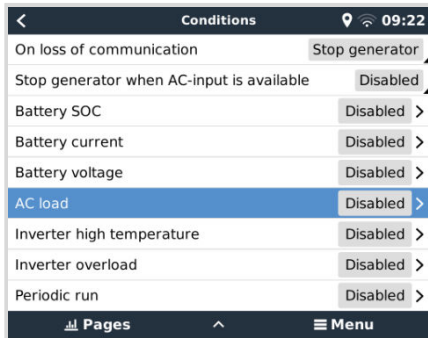 Conditions 09:22
On loss of communication Stop generator
Stop generator when AC-input is available Disabled
Battery SOC Disabled
Battery current Disabled
Battery voltage Disabled
AC load Disabled
Inverter high temperature Disabled
Inverter overload Disabled
Periodic run Disabled
Pages Menu